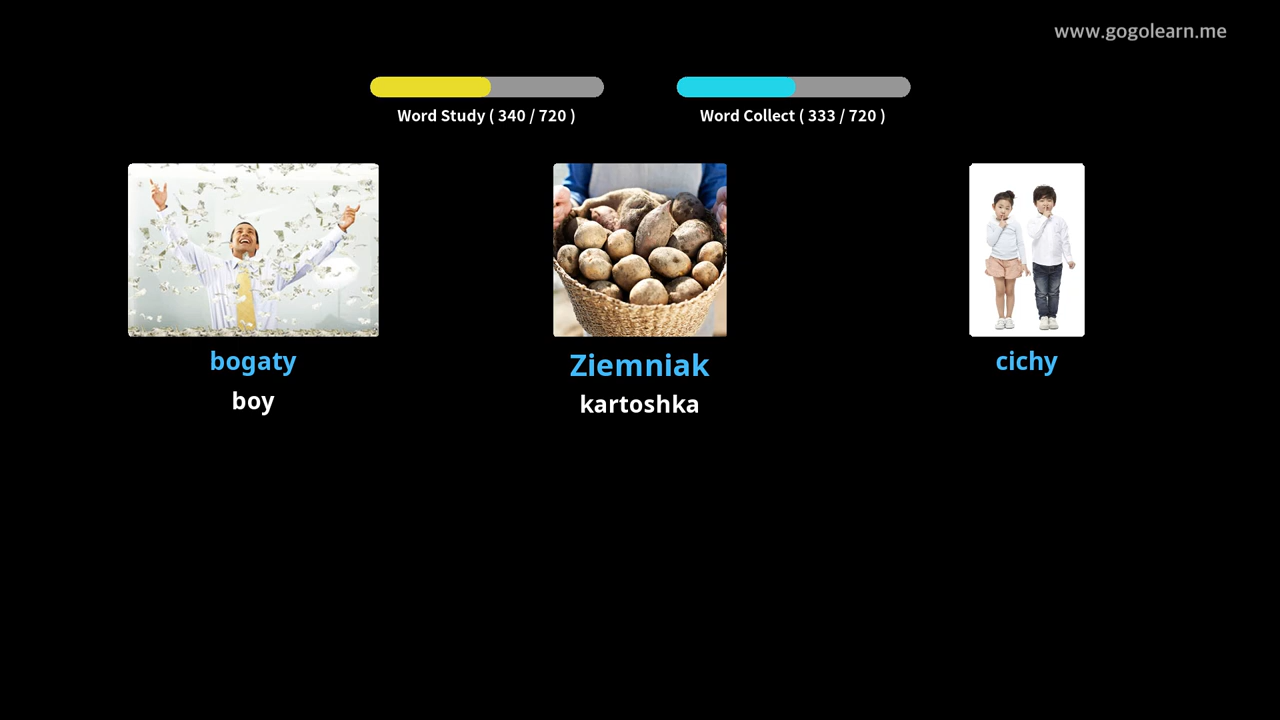 www.gogolearn.me
Word Study ( 340 / 720 )
Word Collect ( 333 / 720 )
bogaty
Ziemniak
cichy
boy
kartoshka